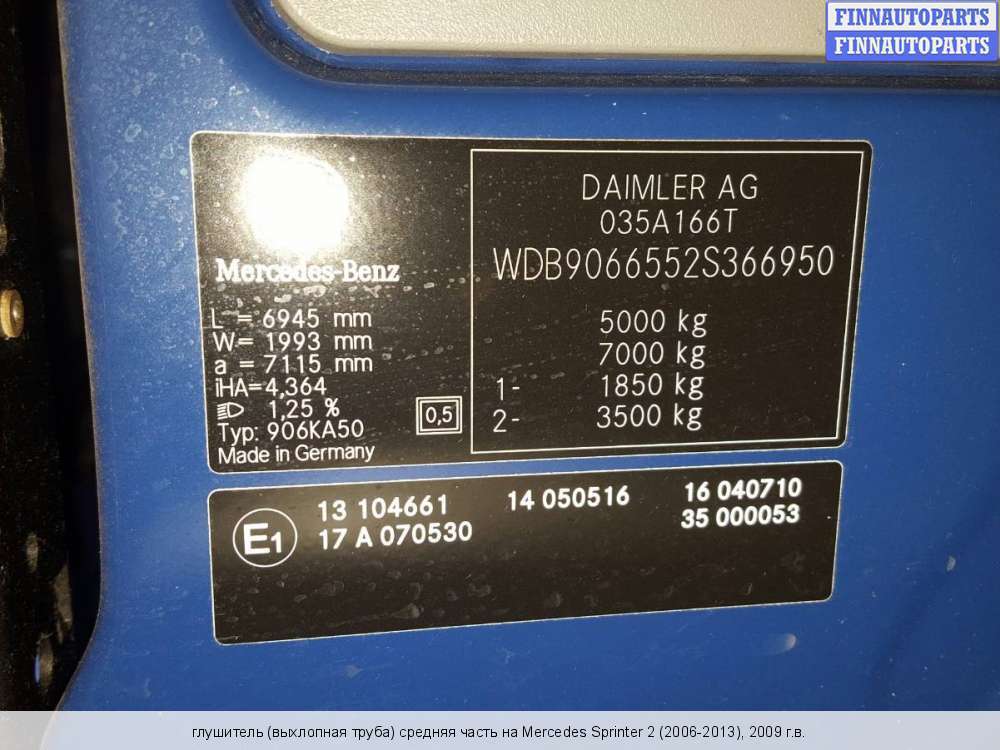 FINNAUTOPARTS
FINNAUTOPARTS
Mercedes-Benz
L = 6945 mm
W= 1993 mm
a = 7115 mm
iHA=4,364
1,25 %
Typ: 906KA50
Made in Germany
0,5
DAIMLER AG
035A166T
WDB9066552S366950
5000 kg
7000 kg
1- 1850 kg
2- 3500 kg
E1
13 104661 14 050516 16 040710
17 A 070530 35 000053
глушитель (выхлопная труба) средняя часть на Mercedes Sprinter 2 (2006-2013), 2009 г.в.